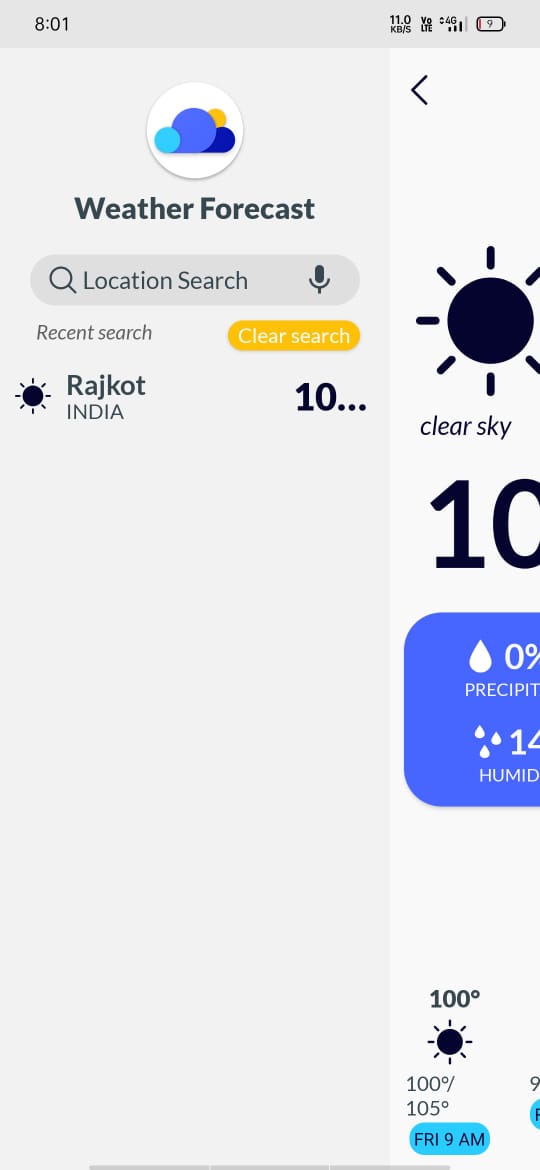 8:01
11.0
KB/S
Vo
LTE
4G
9
Weather Forecast
Location Search
Recent search
Clear search
Rajkot
INDIA
10...
clear sky
10
0%
PRECIPIT
14
HUMID
100°
100°/
105°
FRI 9 AM
9
F